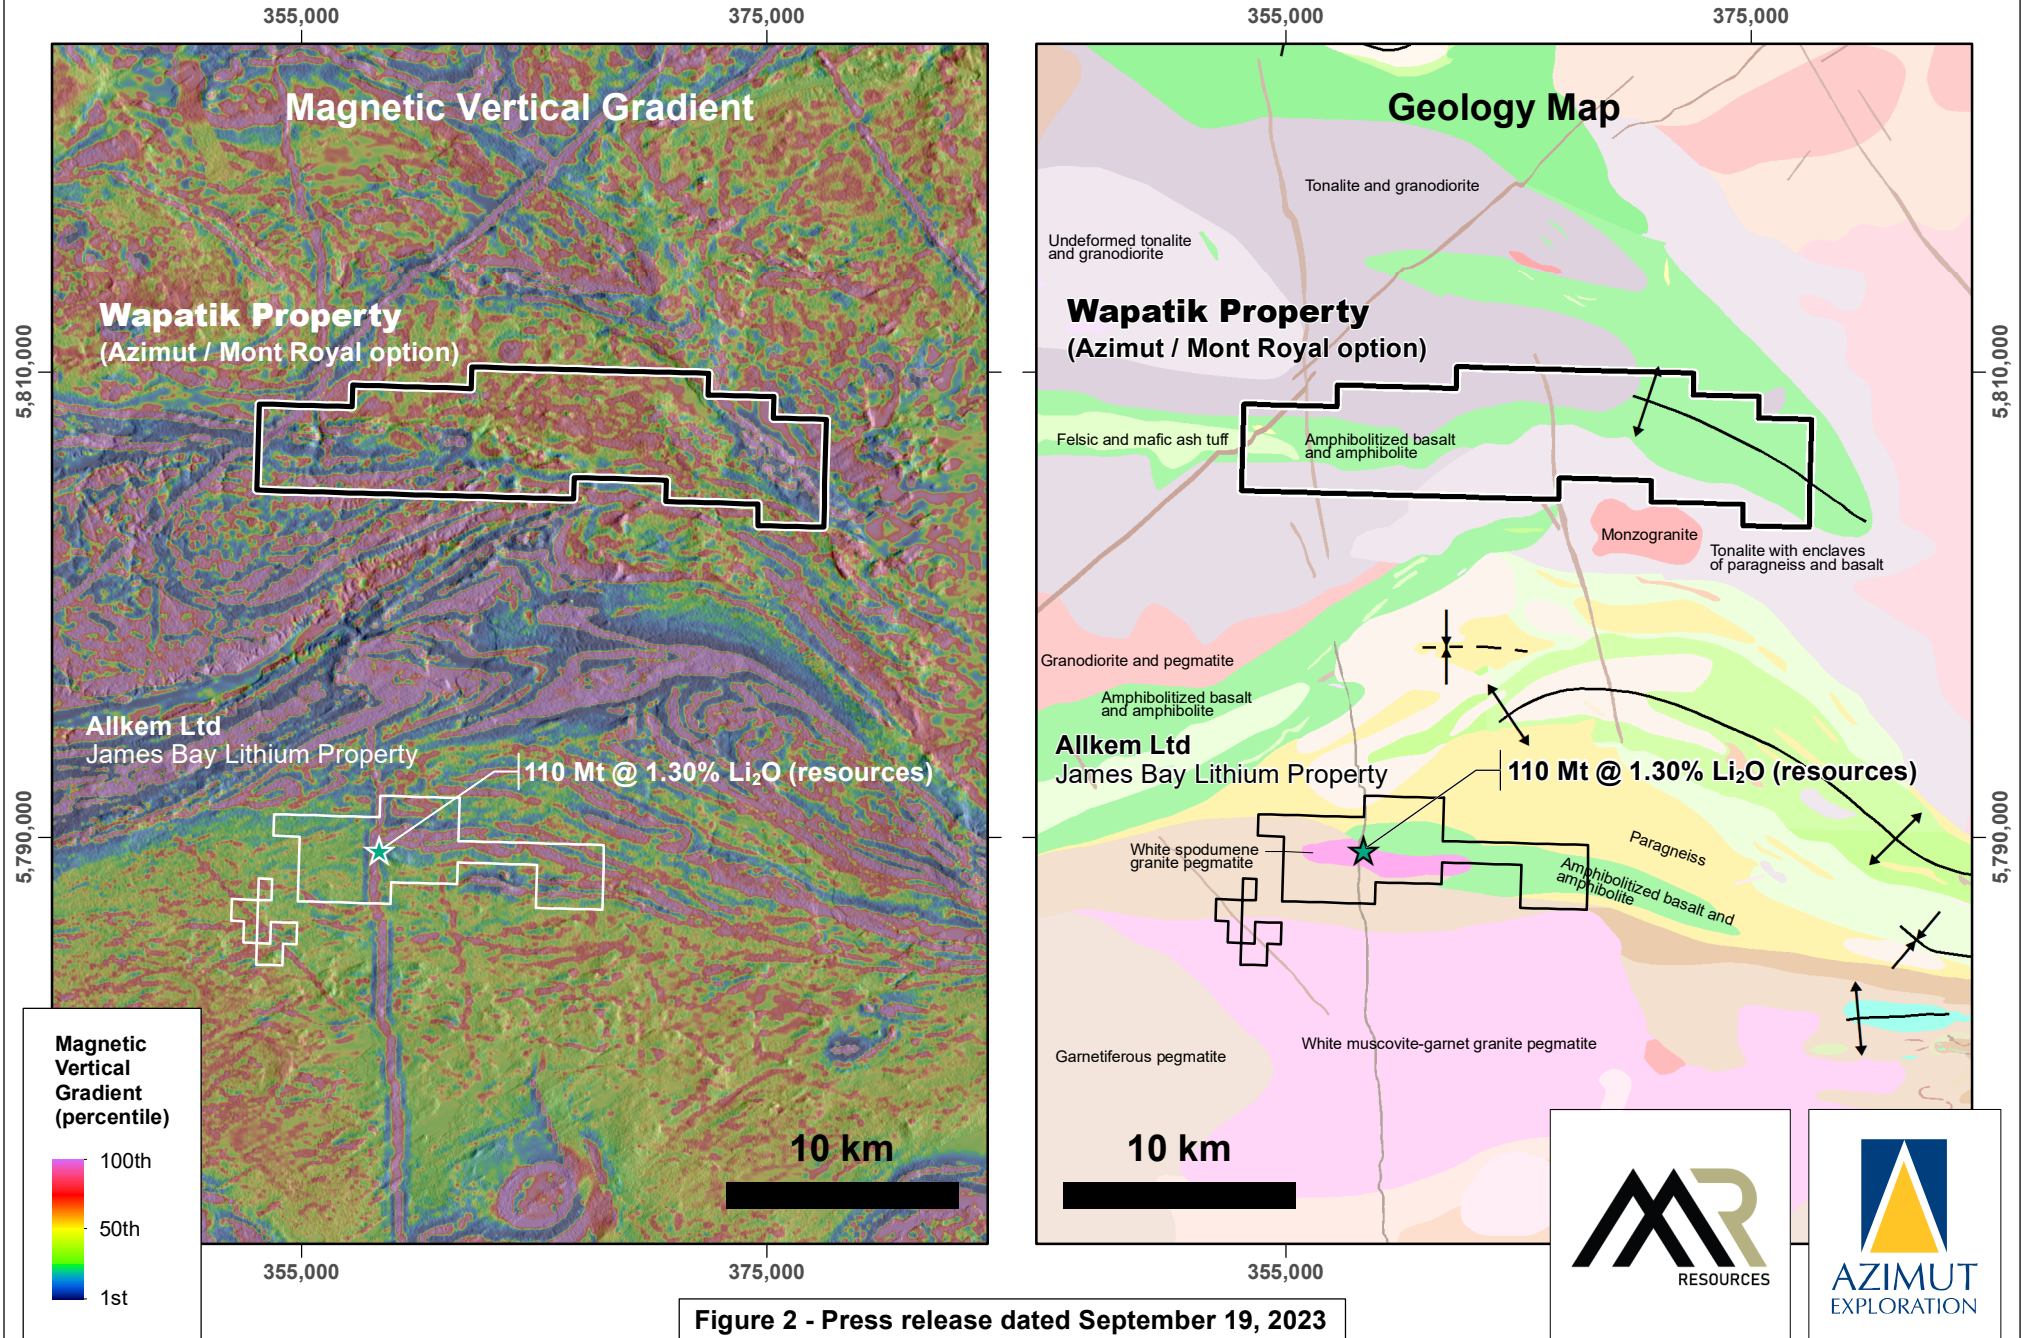 355,000
375,000
355,000
375,000
Magnetic Vertical Gradient
Geology Map
Tonalite and granodiorite
Undeformed tonalite
and granodiorite
Wapatik Property
(Azimut / Mont Royal option)
Wapatik Property
(Azimut / Mont Royal option)
5,810,000
5,810,000
Felsic and mafic ash tuff
Amphibolitized basalt
and amphibolite
Monzogranite
Tonalite with enclaves
of paragneiss and basalt
Granodiorite and pegmatite
Amphibolitized basalt
and amphibolite
Allkem Ltd
James Bay Lithium Property
110 Mt @ 1.30% Li₂O (resources)
Allkem Ltd
James Bay Lithium Property
110 Mt @ 1.30% Li₂O (resources)
5,790,000
5,790,000
White spodumene
granite pegmatite
Paragneiss
Amphibolitized basalt and
amphibolite
White muscovite-garnet granite pegmatite
Garnetiferous pegmatite
Magnetic
Vertical
Gradient
(percentile)
100th
50th
1st
10 km
10 km
355,000
375,000
355,000
MR
RESOURCES
AZIMUT
EXPLORATION
Figure 2 - Press release dated September 19, 2023